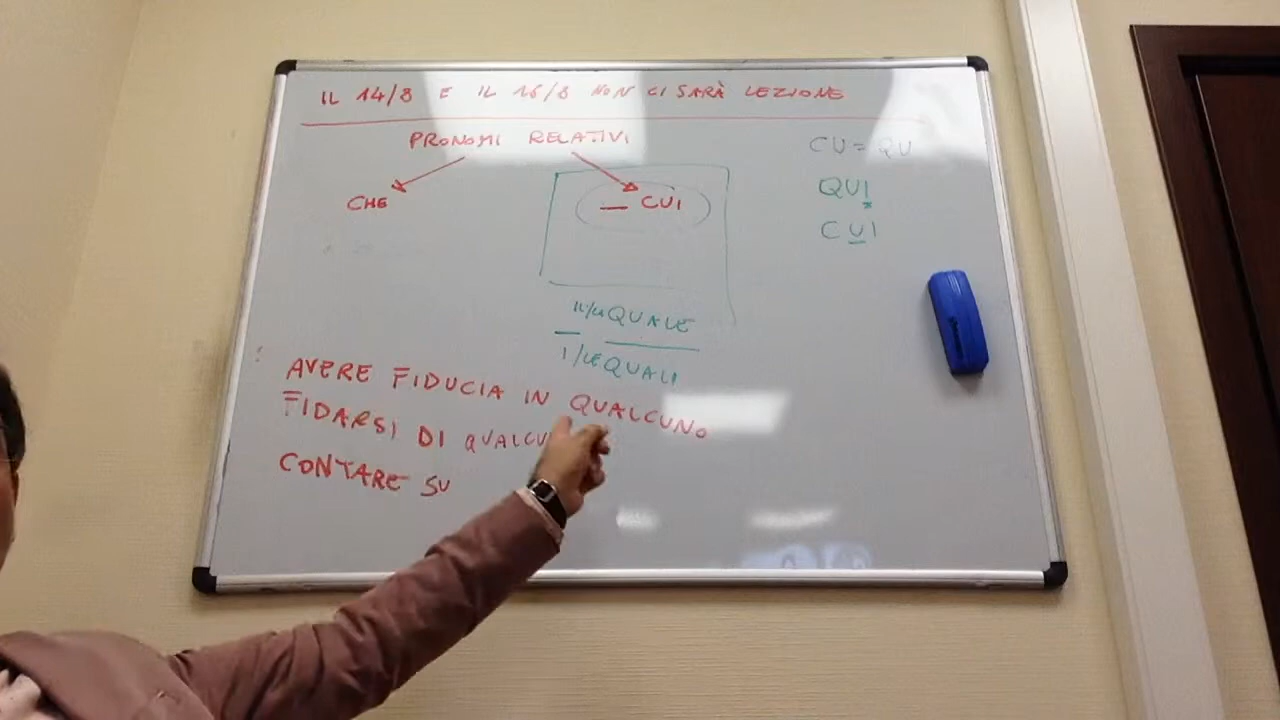 IL 14/8 E IL 16/8 NON CI SARÀ LEZIONE
PRONOMI RELATIVI
CHE
— CUI
CU = QU
QUI
CUI
IL/LA QUALE
I/LE QUALI
AVERE FIDUCIA IN QUALCUNO
FIDARSI DI QUALCU
CONTARE SU